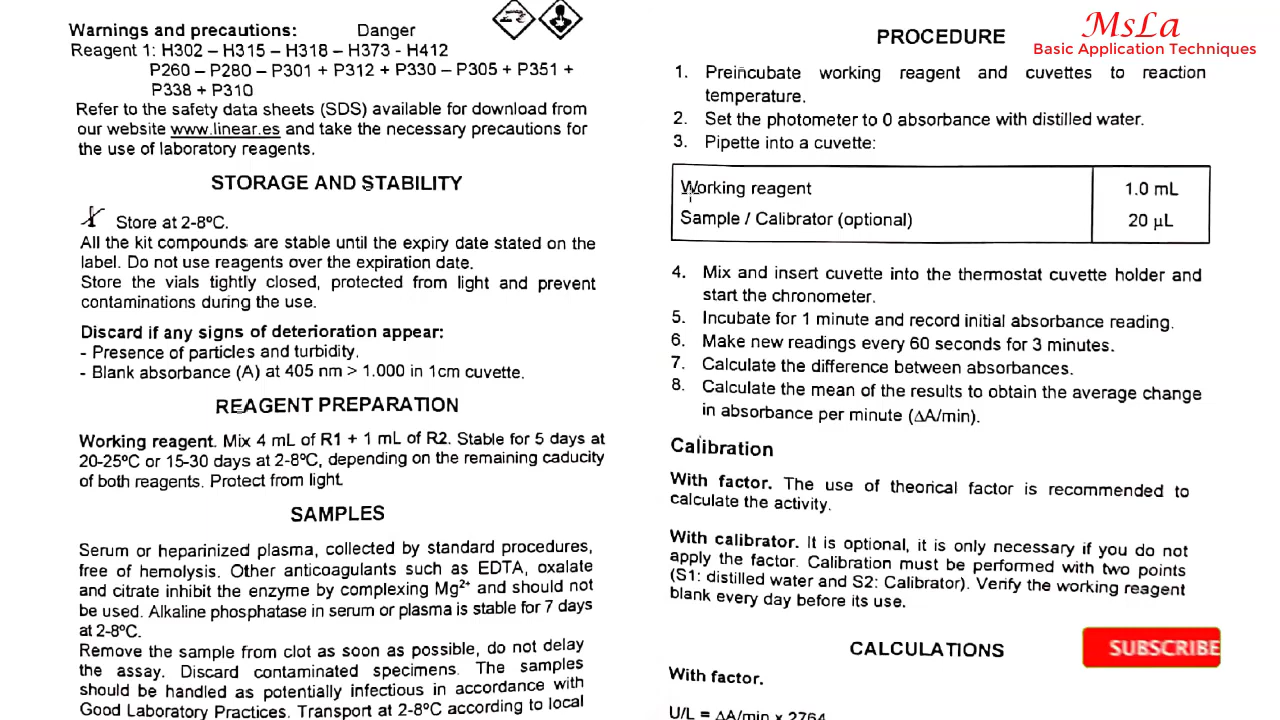 Warnings and precautions: Danger
Reagent 1: H302 – H315 – H318 – H373 - H412
P260 – P280 – P301 + P312 + P330 – P305 + P351 +
P338 + P310
Refer to the safety data sheets (SDS) available for download from
our website www.linear.es and take the necessary precautions for
the use of laboratory reagents.
STORAGE AND STABILITY
Store at 2-8ºC.
All the kit compounds are stable until the expiry date stated on the
label. Do not use reagents over the expiration date.
Store the vials tightly closed, protected from light and prevent
contaminations during the use.
Discard if any signs of deterioration appear:
- Presence of particles and turbidity.
- Blank absorbance (A) at 405 nm > 1.000 in 1cm cuvette.
REAGENT PREPARATION
Working reagent. Mix 4 mL of R1 + 1 mL of R2. Stable for 5 days at
20-25ºC or 15-30 days at 2-8ºC, depending on the remaining caducity
of both reagents. Protect from light.
SAMPLES
Serum or heparinized plasma, collected by standard procedures,
free of hemolysis. Other anticoagulants such as EDTA, oxalate
and citrate inhibit the enzyme by complexing Mg²⁺ and should not
be used. Alkaline phosphatase in serum or plasma is stable for 7 days
at 2-8ºC.
Remove the sample from clot as soon as possible, do not delay
the assay. Discard contaminated specimens. The samples
should be handled as potentially infectious in accordance with
Good Laboratory Practices. Transport at 2-8ºC according to local
MsLa
Basic Application Techniques
PROCEDURE
1. Preincubate working reagent and cuvettes to reaction
temperature.
2. Set the photometer to 0 absorbance with distilled water.
3. Pipette into a cuvette:
Working reagent 1.0 mL
Sample / Calibrator (optional) 20 µL
4. Mix and insert cuvette into the thermostat cuvette holder and
start the chronometer.
5. Incubate for 1 minute and record initial absorbance reading.
6. Make new readings every 60 seconds for 3 minutes.
7. Calculate the difference between absorbances.
8. Calculate the mean of the results to obtain the average change
in absorbance per minute (ΔA/min).
Calibration
With factor. The use of theorical factor is recommended to
calculate the activity.
With calibrator. It is optional, it is only necessary if you do not
apply the factor. Calibration must be performed with two points
(S1: distilled water and S2: Calibrator). Verify the working reagent
blank every day before its use.
CALCULATIONS
SUBSCRIBE
With factor.
U/L = ΔA/min x 2764